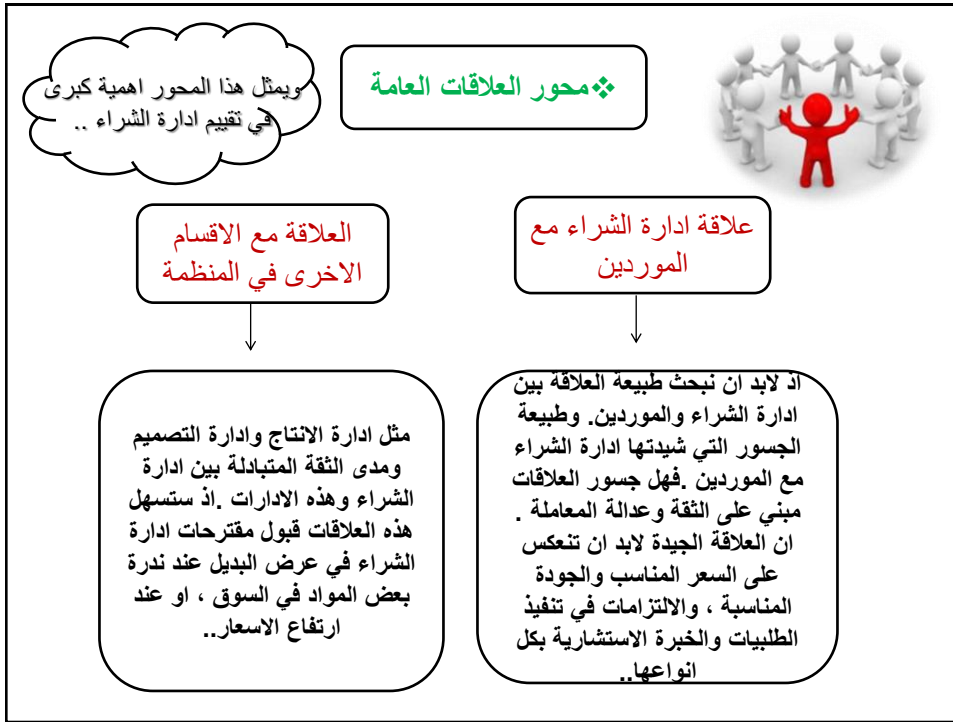 ❖محور العلاقات العامة
ويمثل هذا المحور اهمية كبرى
في تقييم ادارة الشراء ..
علاقة ادارة الشراء مع
الموردين
اذ لابد ان نبحث طبيعة العلاقة بين
ادارة الشراء والموردين. وطبيعة
الجسور التي شيدتها ادارة الشراء
مع الموردين .فهل جسور العلاقات
مبني على الثقة وعدالة المعاملة .
ان العلاقة الجيدة لابد ان تنعكس
على السعر المناسب والجودة
المناسبة ، والالتزامات في تنفيذ
الطلبيات والخبرة الاستشارية بكل
انواعها..
العلاقة مع الاقسام
الاخرى في المنظمة
مثل ادارة الانتاج وادارة التصميم
ومدى الثقة المتبادلة بين ادارة
الشراء وهذه الادارات .اذ ستسهل
هذه العلاقات قبول مقترحات ادارة
الشراء في عرض البديل عند ندرة
بعض المواد في السوق ، او عند
ارتفاع الاسعار..